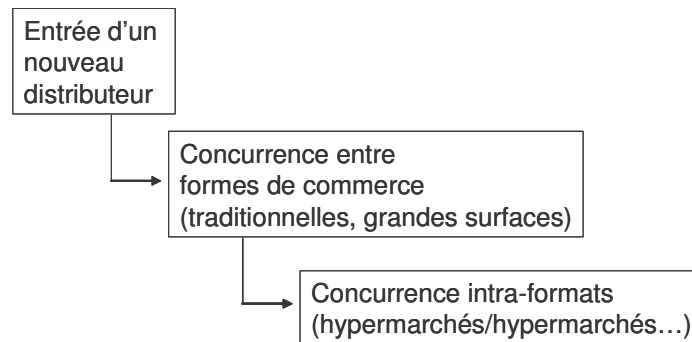 Entrée d’un
nouveau
distributeur
Concurrence entre
formes de commerce
(traditionnelles, grandes surfaces)
Concurrence intra-formats
(hypermarchés/hypermarchés…)